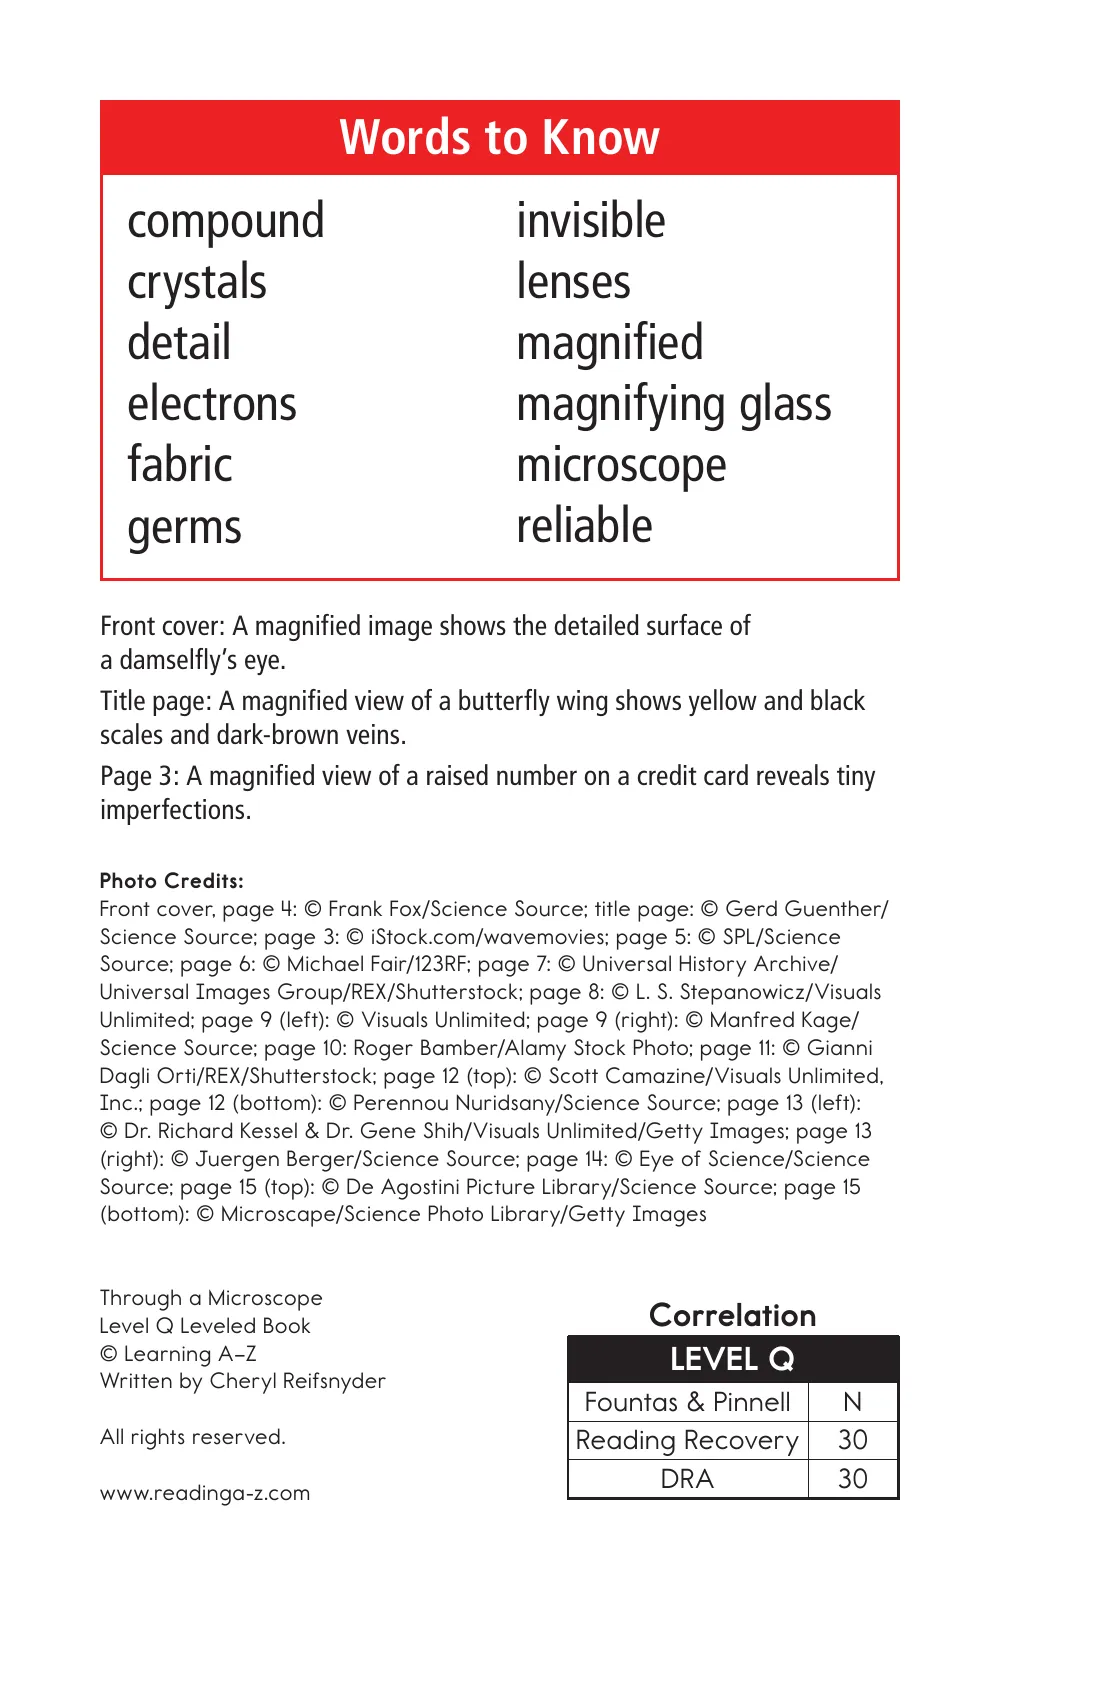 Words to Know
compound
crystals
detail
electrons
fabric
germs
invisible
lenses
magnified
magnifying glass
microscope
reliable
Front cover: A magnified image shows the detailed surface of
a damselfly’s eye.
Title page: A magnified view of a butterfly wing shows yellow and black
scales and dark-brown veins.
Page 3: A magnified view of a raised number on a credit card reveals tiny
imperfections.
Photo Credits:
Front cover, page 4: © Frank Fox/Science Source; title page: © Gerd Guenther/
Science Source; page 3: © iStock.com/wavemovies; page 5: © SPL/Science
Source; page 6: © Michael Fair/123RF; page 7: © Universal History Archive/
Universal Images Group/REX/Shutterstock; page 8: © L. S. Stepanowicz/Visuals
Unlimited; page 9 (left): © Visuals Unlimited; page 9 (right): © Manfred Kage/
Science Source; page 10: Roger Bamber/Alamy Stock Photo; page 11: © Gianni
Dagli Orti/REX/Shutterstock; page 12 (top): © Scott Camazine/Visuals Unlimited,
Inc.; page 12 (bottom): © Perennou Nuridsany/Science Source; page 13 (left):
© Dr. Richard Kessel & Dr. Gene Shih/Visuals Unlimited/Getty Images; page 13
(right): © Juergen Berger/Science Source; page 14: © Eye of Science/Science
Source; page 15 (top): © De Agostini Picture Library/Science Source; page 15
(bottom): © Microscape/Science Photo Library/Getty Images
Through a Microscope
Level Q Leveled Book
© Learning A–Z
Written by Cheryl Reifsnyder
All rights reserved.
www.readinga-z.com
Correlation
LEVEL Q
Fountas & Pinnell N
Reading Recovery 30
DRA 30